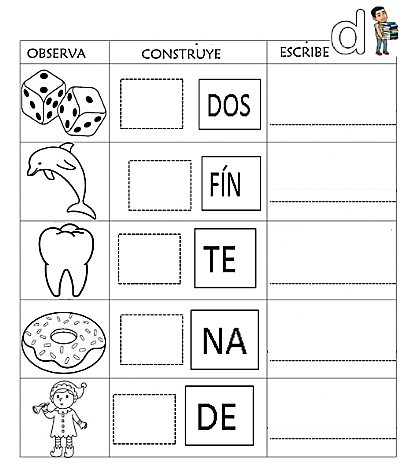 d
OBSERVA CONSTRUYE ESCRIBE
DOS
FÍN
TE
NA
DE